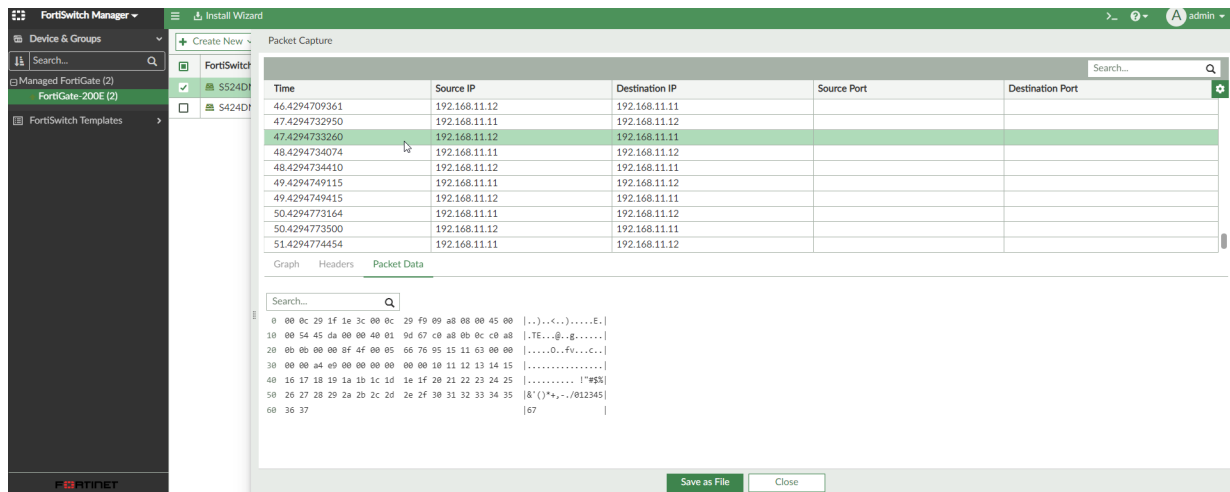 FortiSwitch Manager
Install Wizard
admin
A
Device & Groups
Search...
Managed FortiGate (2)
FortiGate-200E (2)
FortiSwitch Templates
FORTINET
Create New
FortiSwitch
S524DN
S424DN
Packet Capture
Search...
Time Source IP Destination IP Source Port Destination Port
46.4294709361 192.168.11.12 192.168.11.11
47.4294732950 192.168.11.11 192.168.11.12
47.4294733260 192.168.11.12 192.168.11.11
48.4294734074 192.168.11.11 192.168.11.12
48.4294734410 192.168.11.12 192.168.11.11
49.4294749115 192.168.11.11 192.168.11.12
49.4294749415 192.168.11.12 192.168.11.11
50.4294773164 192.168.11.11 192.168.11.12
50.4294773500 192.168.11.12 192.168.11.11
51.4294774454 192.168.11.11 192.168.11.12
Graph Headers Packet Data
Search...
0 00 0c 29 1f 1e 3c 00 0c 29 f9 09 a8 08 00 45 00 |..)..<..).....E.|
10 00 54 45 da 00 00 40 01 9d 67 c0 a8 0b 0c c0 a8 |.TE...@..g......|
20 0b 0b 00 00 8f 4f 00 05 66 76 95 15 11 63 00 00 |.....O..fv...c..|
30 00 00 a4 e9 00 00 00 00 00 00 10 11 12 13 14 15 |................|
40 16 17 18 19 1a 1b 1c 1d 1e 1f 20 21 22 23 24 25 |.......... !"#$%|
50 26 27 28 29 2a 2b 2c 2d 2e 2f 30 31 32 33 34 35 |&'()*+,-./012345|
60 36 37 |67 |
Save as File Close